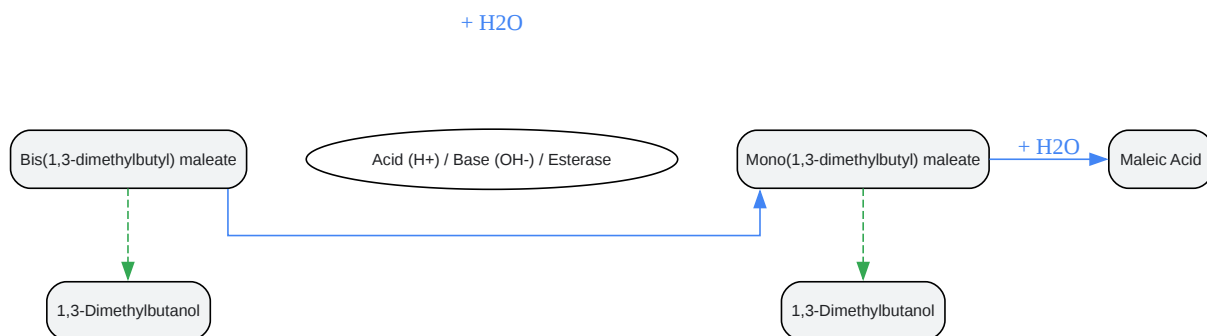 + H2O
Bis(1,3-dimethylbutyl) maleate
Acid (H+) / Base (OH-) / Esterase
Mono(1,3-dimethylbutyl) maleate
+ H2O
Maleic Acid
1,3-Dimethylbutanol
1,3-Dimethylbutanol